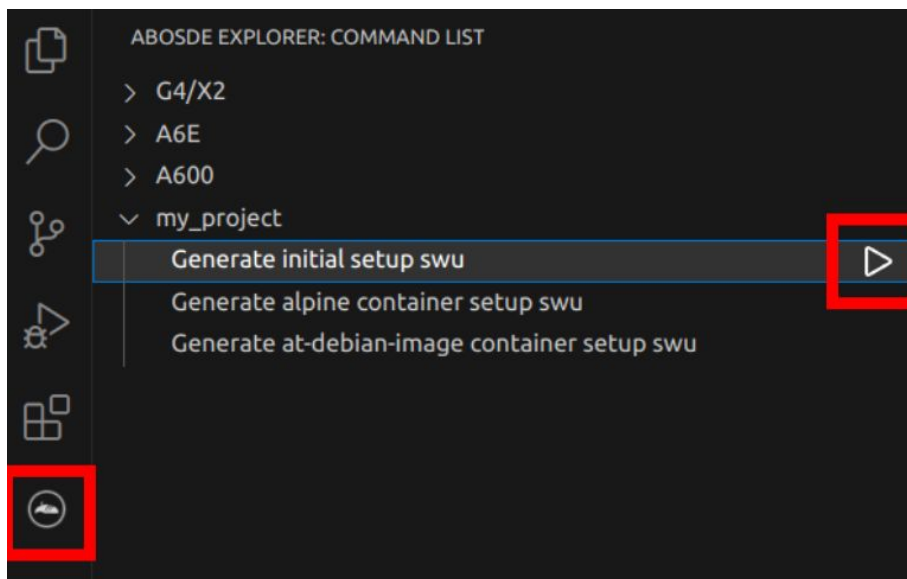 ABOSDE EXPLORER: COMMAND LIST
G4/X2
A6E
A600
my_project
Generate initial setup swu
Generate alpine container setup swu
Generate at-debian-image container setup swu